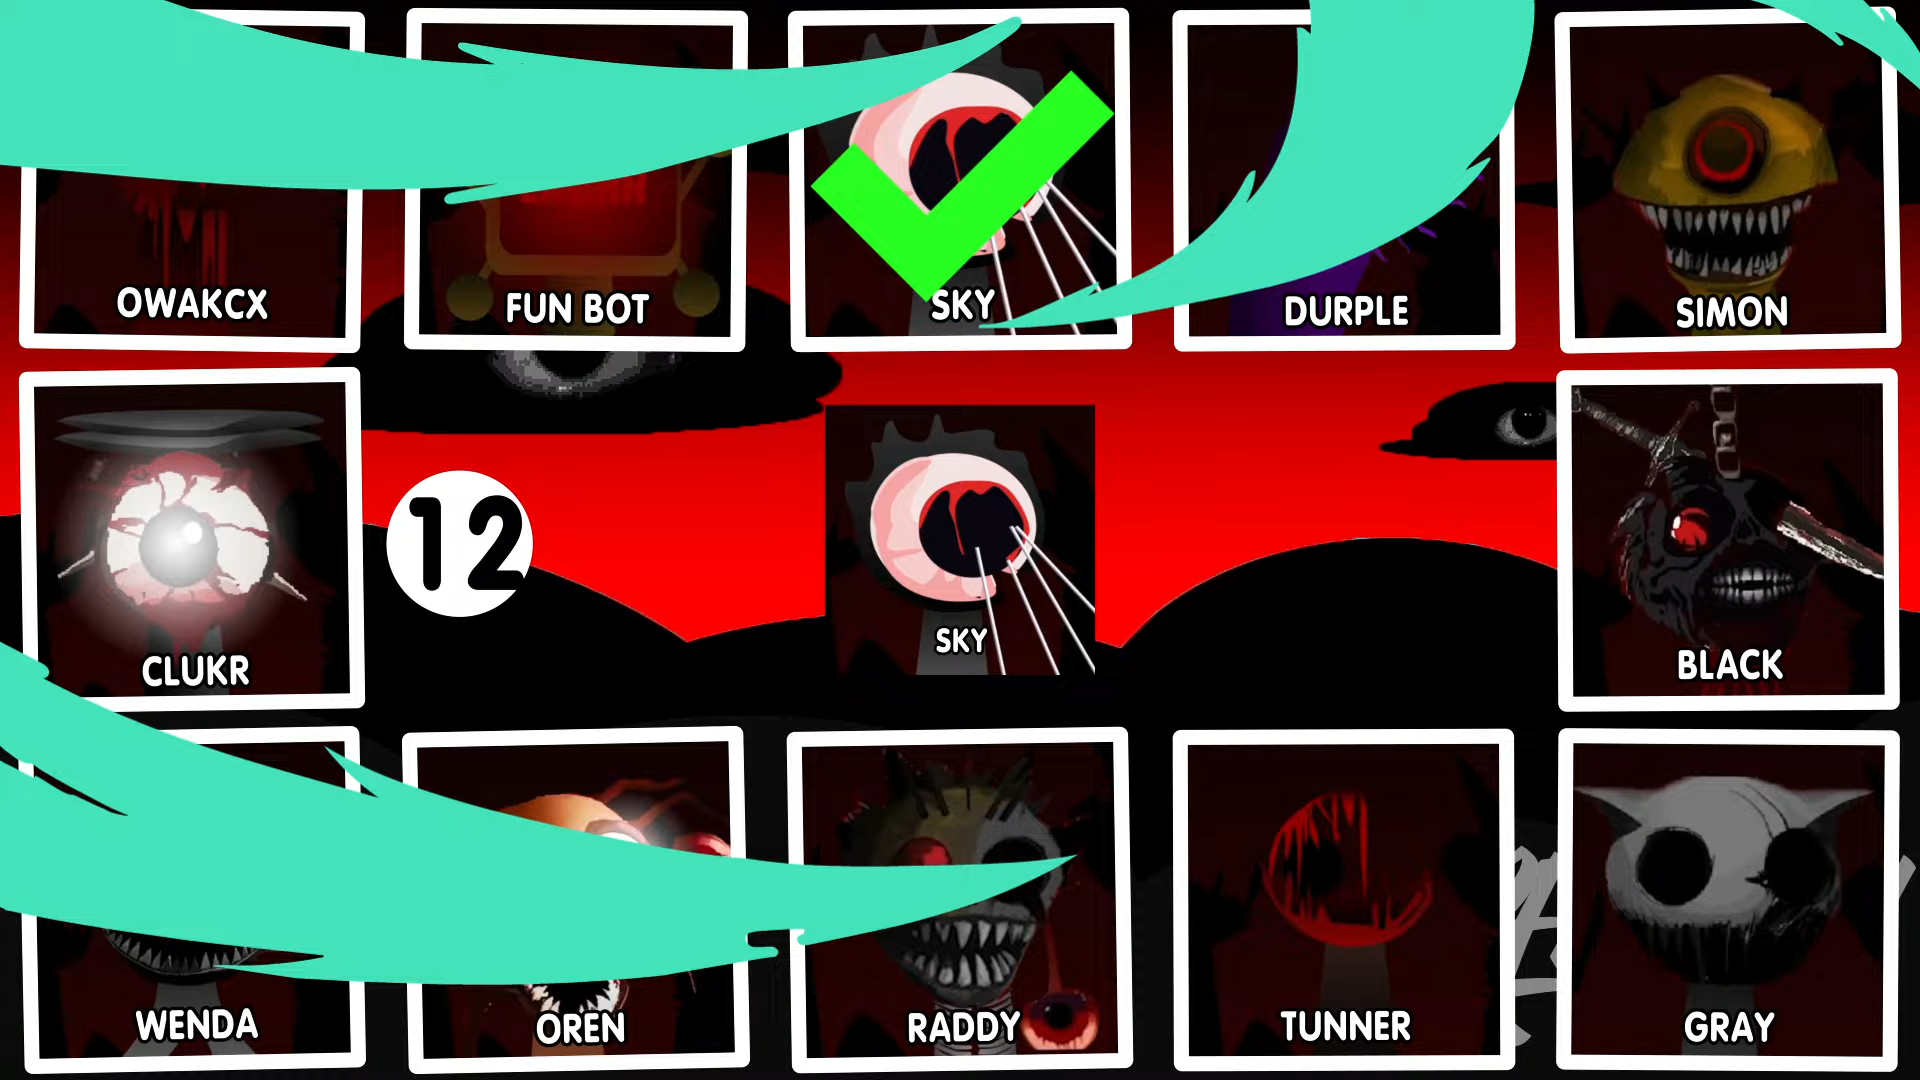 OWAKCX
FUN BOT
SKY
DURPLE
SIMON
CLUKR
12
SKY
BLACK
WENDA
OREN
RADDY
TUNNER
GRAY